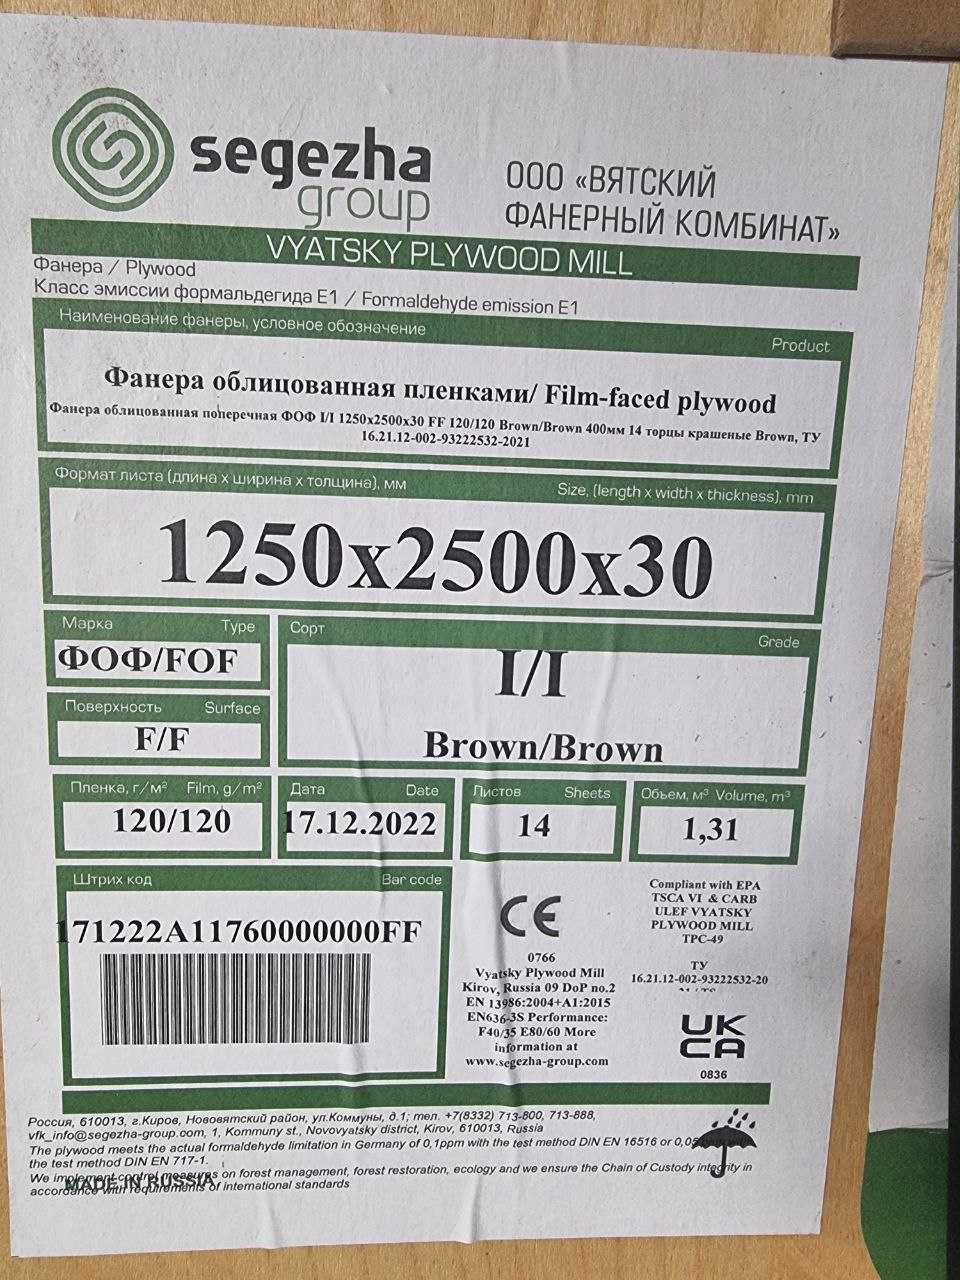 segezha
group
ООО «ВЯТСКИЙ
ФАНЕРНЫЙ КОМБИНАТ»
VYATSKY PLYWOOD MILL
Фанера / Plywood
Класс эмиссии формальдегида E1 / Formaldehyde emission E1
Наименование фанеры, условное обозначение
Product
Фанера облицованная пленками/ Film-faced plywood
Фанера облицованная поперечная ФОФ I/I 1250x2500x30 FF 120/120 Brown/Brown 400мм 14 торцы крашеные Brown, ТУ
16.21.12-002-93222532-2021
Формат листа (длина x ширина x толщина), мм
Size, (length x width x thickness), mm
1250x2500x30
Марка Type
ФОФ/FOF
Сорт Grade
I/I
Brown/Brown
Поверхность Surface
F/F
Пленка, г/м² Film, g/m²
120/120
Дата Date
17.12.2022
Листов Sheets
14
Объем, м³ Volume, m³
1,31
Штрих код Bar code
171222A11760000000FF
CE
0766
Vyatsky Plywood Mill
Kirov, Russia 09 DoP no.2
EN 13986:2004+A1:2015
EN636-3S Performance:
F40/35 E80/60 More
information at
www.segezha-group.com
Compliant with EPA
TSCA VI & CARB
ULEF VYATSKY
PLYWOOD MILL
TPC-49
ТУ
16.21.12-002-93222532-20
UK
CA
0836
Россия, 610013, г.Киров, Нововятский район, ул.Коммуны, д.1; тел. +7(8332) 713-800, 713-888,
vfk_info@segezha-group.com, 1, Kommuny st., Novovyatsky district, Kirov, 610013, Russia
The plywood meets the actual formaldehyde limitation in Germany of 0,1ppm with the test method DIN EN 16516 or
the test method DIN EN 717-1.
We implement control measures on forest management, forest restoration, ecology and we ensure the Chain of Custody integrity in
accordance with requirements of international standards
MADE IN RUSSIA